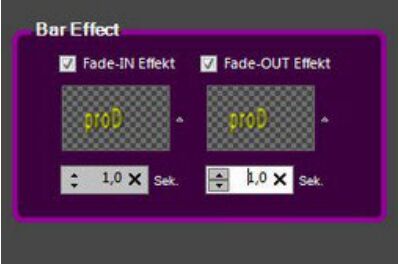 Bar Effect
Fade-IN Effekt Fade-OUT Effekt
proD proD
1,0 Sek. 1,0 Sek.